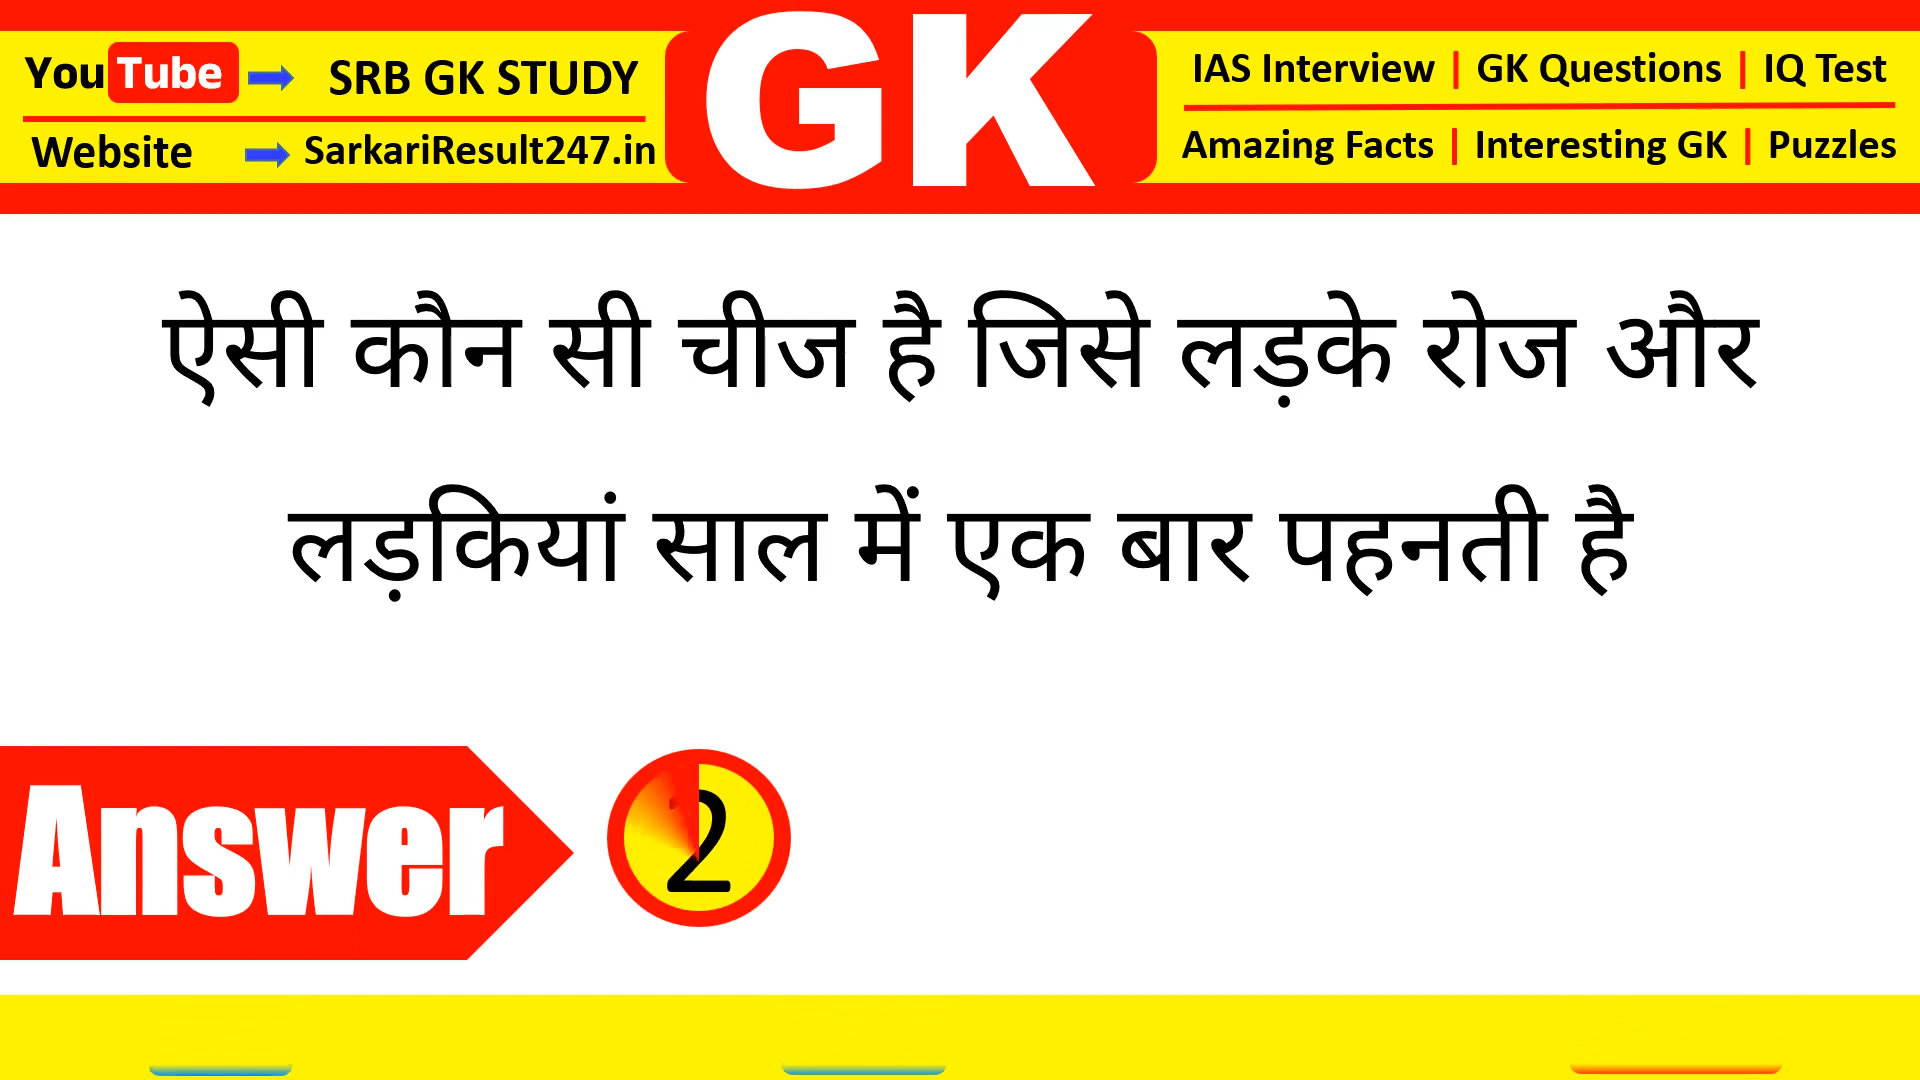 YouTube SRB GK STUDY
Website SarkariResult247.in
GK
IAS Interview | GK Questions | IQ Test
Amazing Facts | Interesting GK | Puzzles
ऐसी कौन सी चीज है जिसे लड़के रोज और
लड़कियां साल में एक बार पहनती है
Answer 2